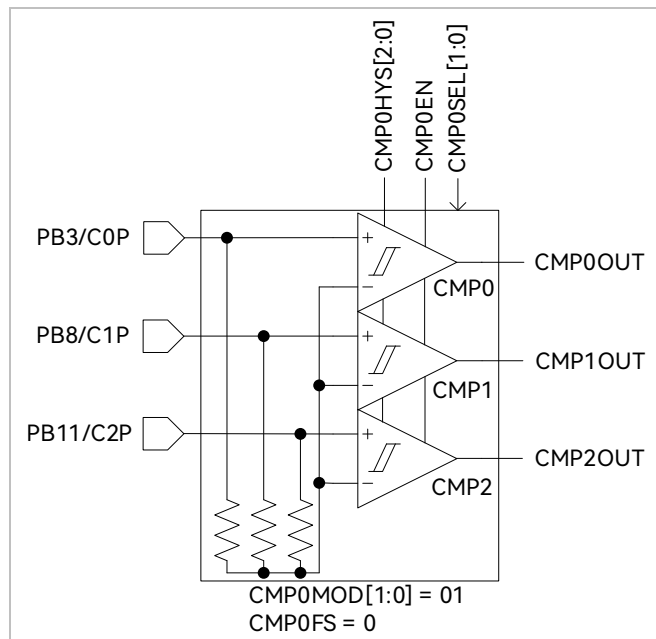 CMP0HYS[2:0]
CMP0EN
CMP0SEL[1:0]
PB3/C0P
+
−
CMP0
CMP0OUT
PB8/C1P
+
−
CMP1
CMP1OUT
PB11/C2P
+
−
CMP2
CMP2OUT
CMP0MOD[1:0] = 01
CMP0FS = 0